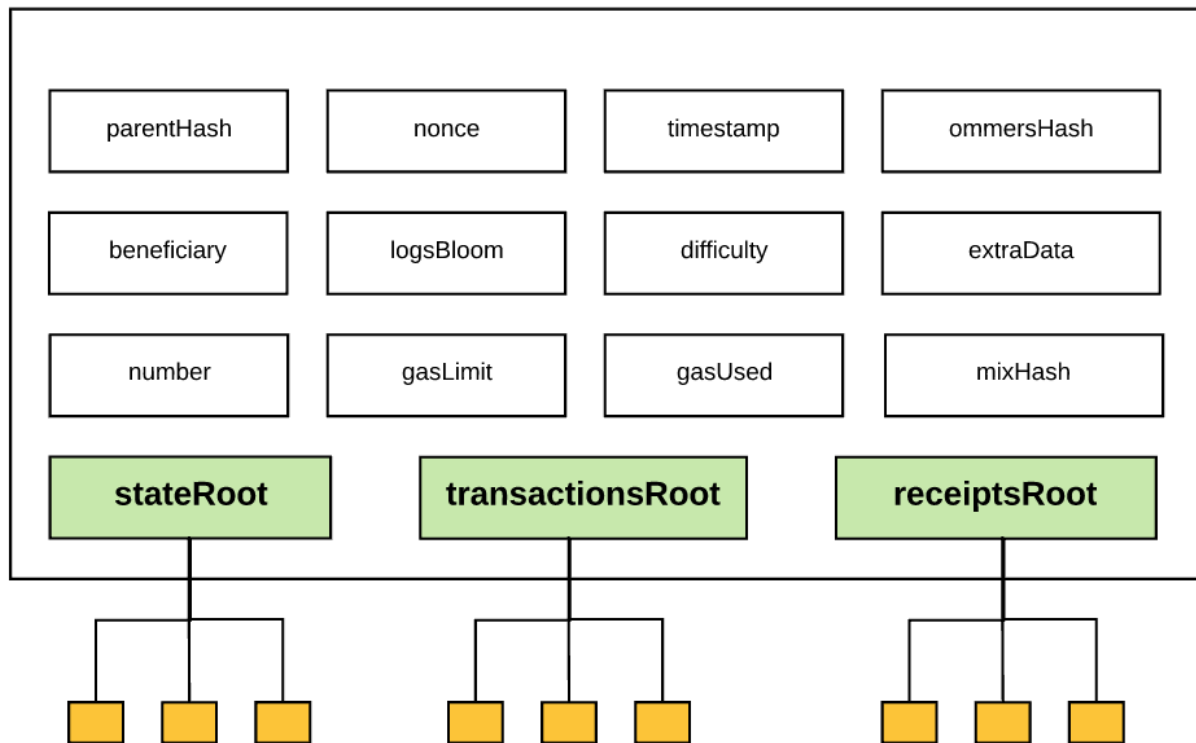 parentHash
nonce
timestamp
ommersHash
beneficiary
logsBloom
difficulty
extraData
number
gasLimit
gasUsed
mixHash
stateRoot
transactionsRoot
receiptsRoot